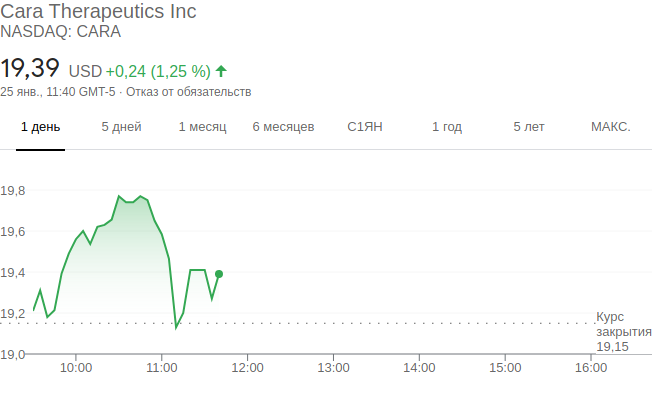 Cara Therapeutics Inc
NASDAQ: CARA
19,39 USD +0,24 (1,25 %)
25 янв., 11:40 GMT-5 · Отказ от обязательств
1 день 5 дней 1 месяц 6 месяцев С1ЯН 1 год 5 лет МАКС.
19,8
19,6
19,4
19,2
Курс
закрытия
19,15
19,0
10:00 11:00 12:00 13:00 14:00 15:00 16:00